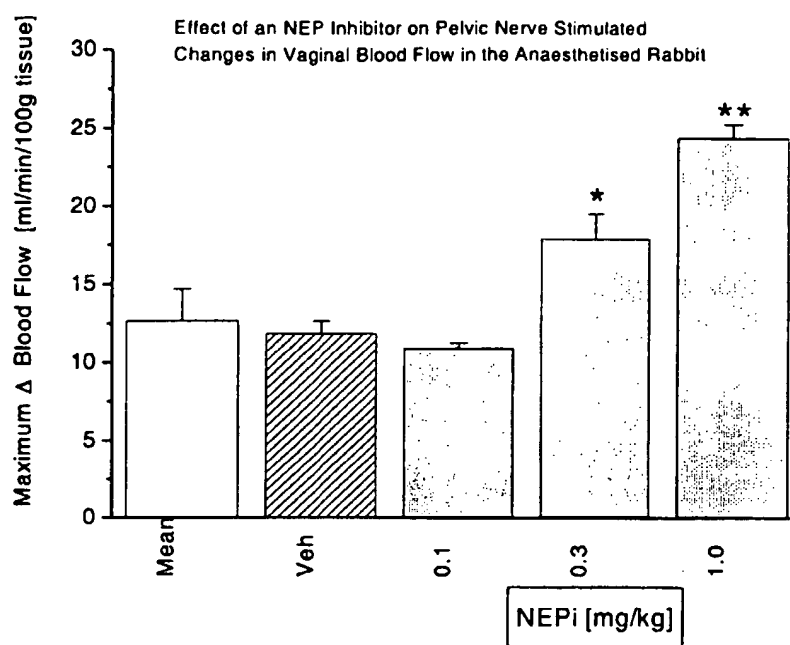 Effect of an NEP Inhibitor on Pelvic Nerve Stimulated
Changes in Vaginal Blood Flow in the Anaesthetised Rabbit
Maximum Δ Blood Flow [ml/min/100g tissue]
30
25
20
15
10
5
0
*
**
Mean
Veh
0.1
0.3
1.0
NEPi [mg/kg]